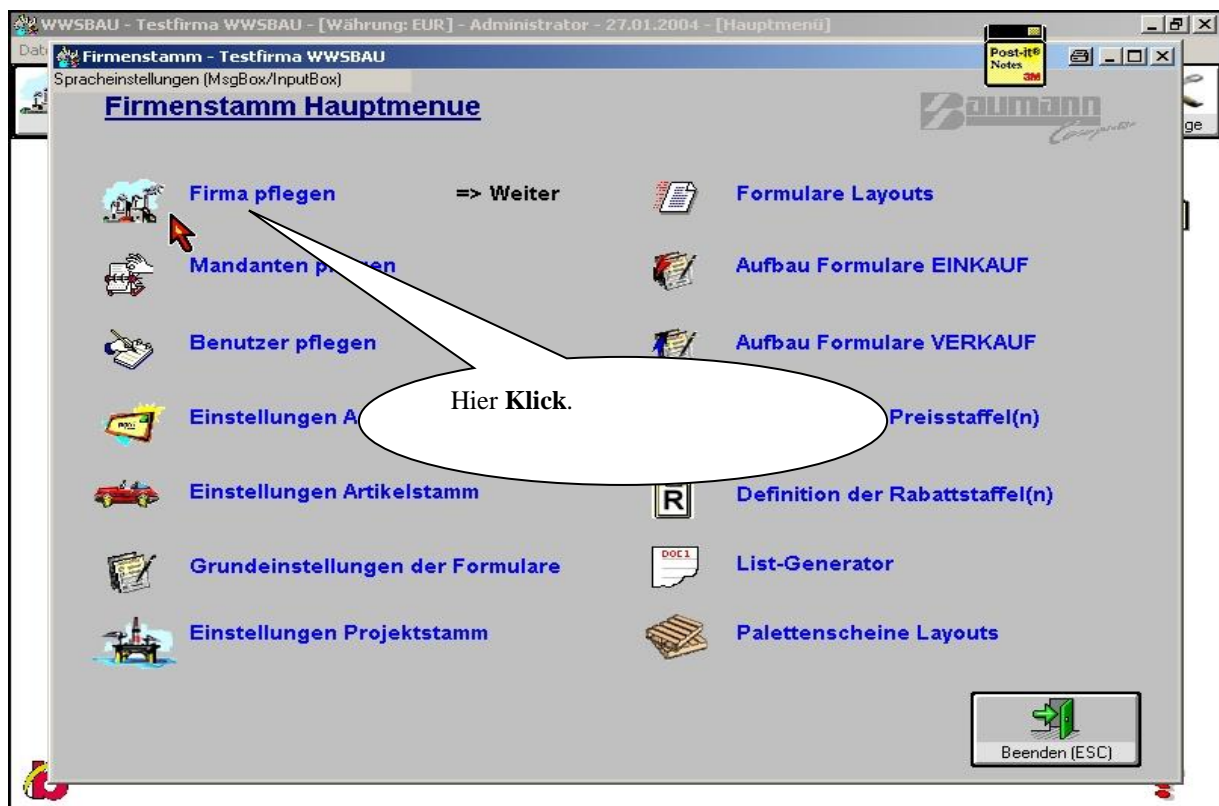 WWSBAU - Testfirma WWSBAU - [Währung: EUR] - Administrator - 27.01.2004 - [Hauptmenü]
Firmenstamm - Testfirma WWSBAU
Post-it® Notes
3M
Spracheinstellungen (MsgBox/InputBox)
Firmenstamm Hauptmenue
Baumann
Computer
ge
Firma pflegen => Weiter
Formulare Layouts
Mandanten
Aufbau Formulare EINKAUF
Benutzer pflegen
Aufbau Formulare VERKAUF
Hier Klick.
Einstellungen A
Preisstaffel(n)
Einstellungen Artikelstamm
R
Definition der Rabattstaffel(n)
Grundeinstellungen der Formulare
DOC1
List-Generator
Einstellungen Projektstamm
Palettenscheine Layouts
Beenden (ESC)